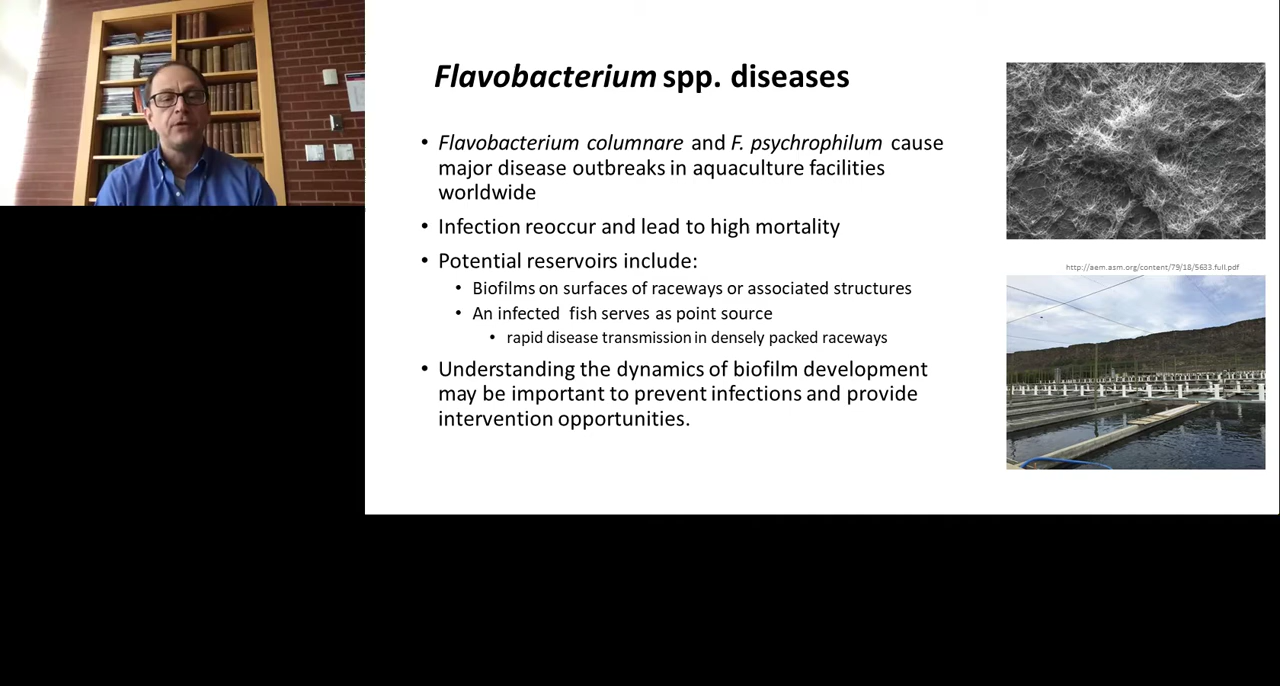 Flavobacterium spp. diseases
• Flavobacterium columnare and F. psychrophilum cause
major disease outbreaks in aquaculture facilities
worldwide
• Infection reoccur and lead to high mortality
• Potential reservoirs include:
• Biofilms on surfaces of raceways or associated structures
• An infected fish serves as point source
• rapid disease transmission in densely packed raceways
• Understanding the dynamics of biofilm development
may be important to prevent infections and provide
intervention opportunities.
http://aem.asm.org/content/79/18/5633.full.pdf